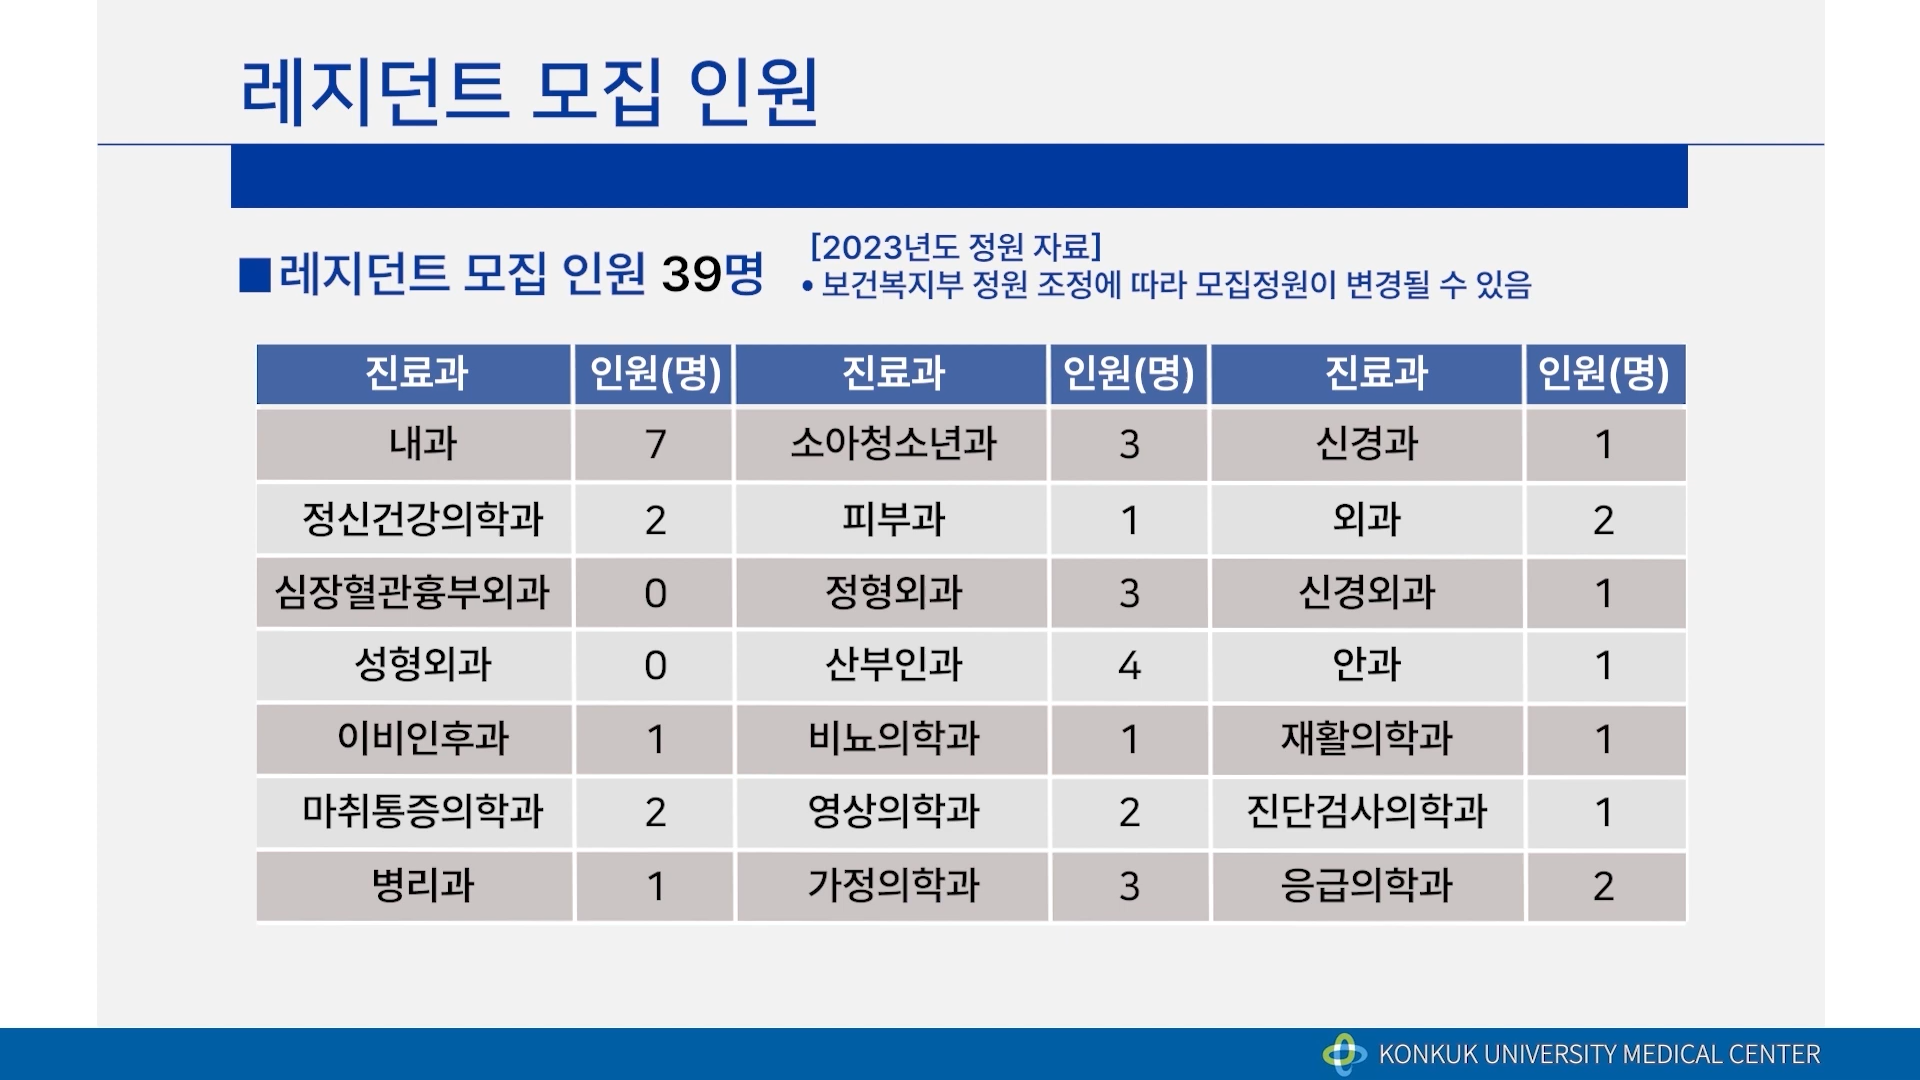 레지던트 모집 인원
■ 레지던트 모집 인원 39명
[2023년도 정원 자료]
• 보건복지부 정원 조정에 따라 모집정원이 변경될 수 있음
진료과 인원(명) 진료과 인원(명) 진료과 인원(명)
내과 7 소아청소년과 3 신경과 1
정신건강의학과 2 피부과 1 외과 2
심장혈관흉부외과 0 정형외과 3 신경외과 1
성형외과 0 산부인과 4 안과 1
이비인후과 1 비뇨의학과 1 재활의학과 1
마취통증의학과 2 영상의학과 2 진단검사의학과 1
병리과 1 가정의학과 3 응급의학과 2
KONKUK UNIVERSITY MEDICAL CENTER